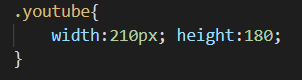 .youtube{
    width:210px; height:180;
}